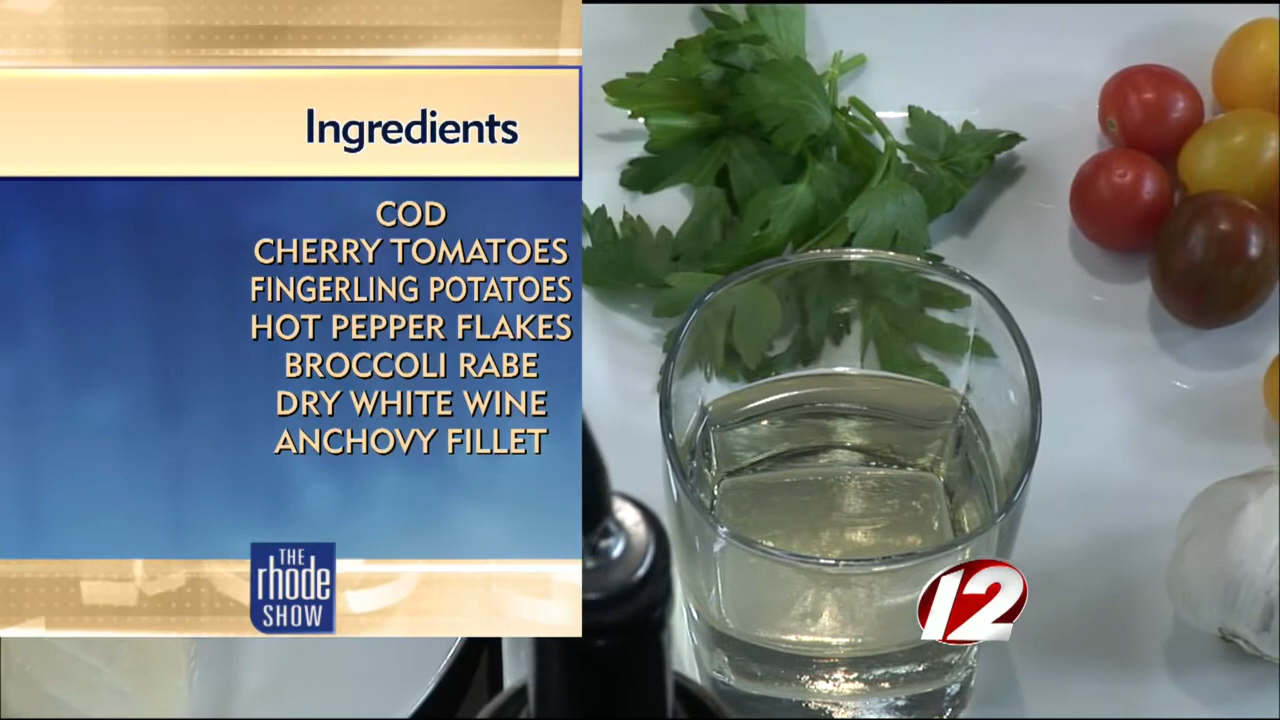 Ingredients
COD
CHERRY TOMATOES
FINGERLING POTATOES
HOT PEPPER FLAKES
BROCCOLI RABE
DRY WHITE WINE
ANCHOVY FILLET
THE
rhode
SHOW
12